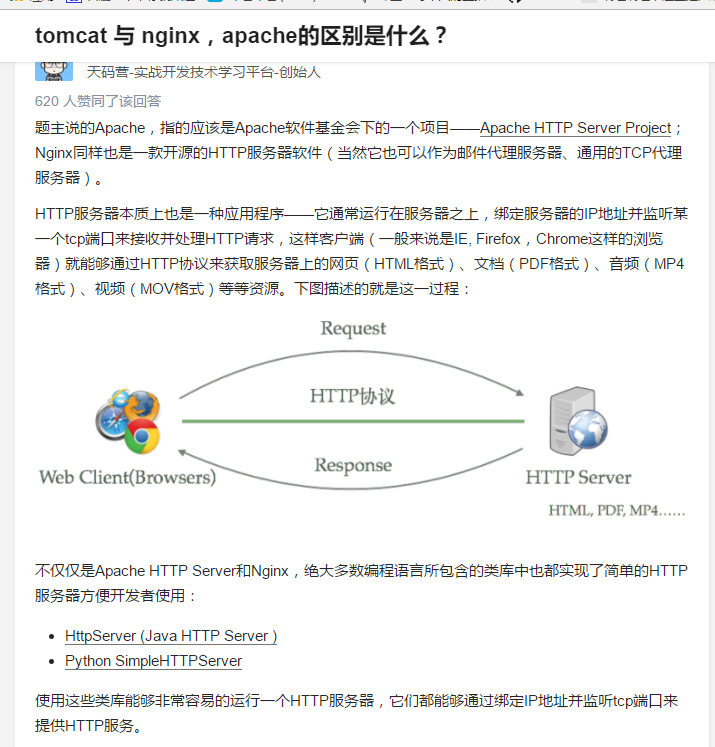 tomcat 与 nginx，apache的区别是什么？
天码营-实战开发技术学习平台-创始人
620 人赞同了该回答
题主说的Apache，指的应该是Apache软件基金会下的一个项目——Apache HTTP Server Project；
Nginx同样也是一款开源的HTTP服务器软件（当然它也可以作为邮件代理服务器、通用的TCP代理
服务器）。
HTTP服务器本质上也是一种应用程序——它通常运行在服务器之上，绑定服务器的IP地址并监听某
一个tcp端口来接收并处理HTTP请求，这样客户端（一般来说是IE, Firefox，Chrome这样的浏览
器）就能够通过HTTP协议来获取服务器上的网页（HTML格式）、文档（PDF格式）、音频（MP4
格式）、视频（MOV格式）等等资源。下图描述的就是这一过程：
Request
HTTP协议
Response
Web Client(Browsers)
HTTP Server
HTML, PDF, MP4……
不仅仅是Apache HTTP Server和Nginx，绝大多数编程语言所包含的类库中也都实现了简单的HTTP
服务器方便开发者使用：
• HttpServer (Java HTTP Server )
• Python SimpleHTTPServer
使用这些类库能够非常容易的运行一个HTTP服务器，它们都能够通过绑定IP地址并监听tcp端口来
提供HTTP服务。